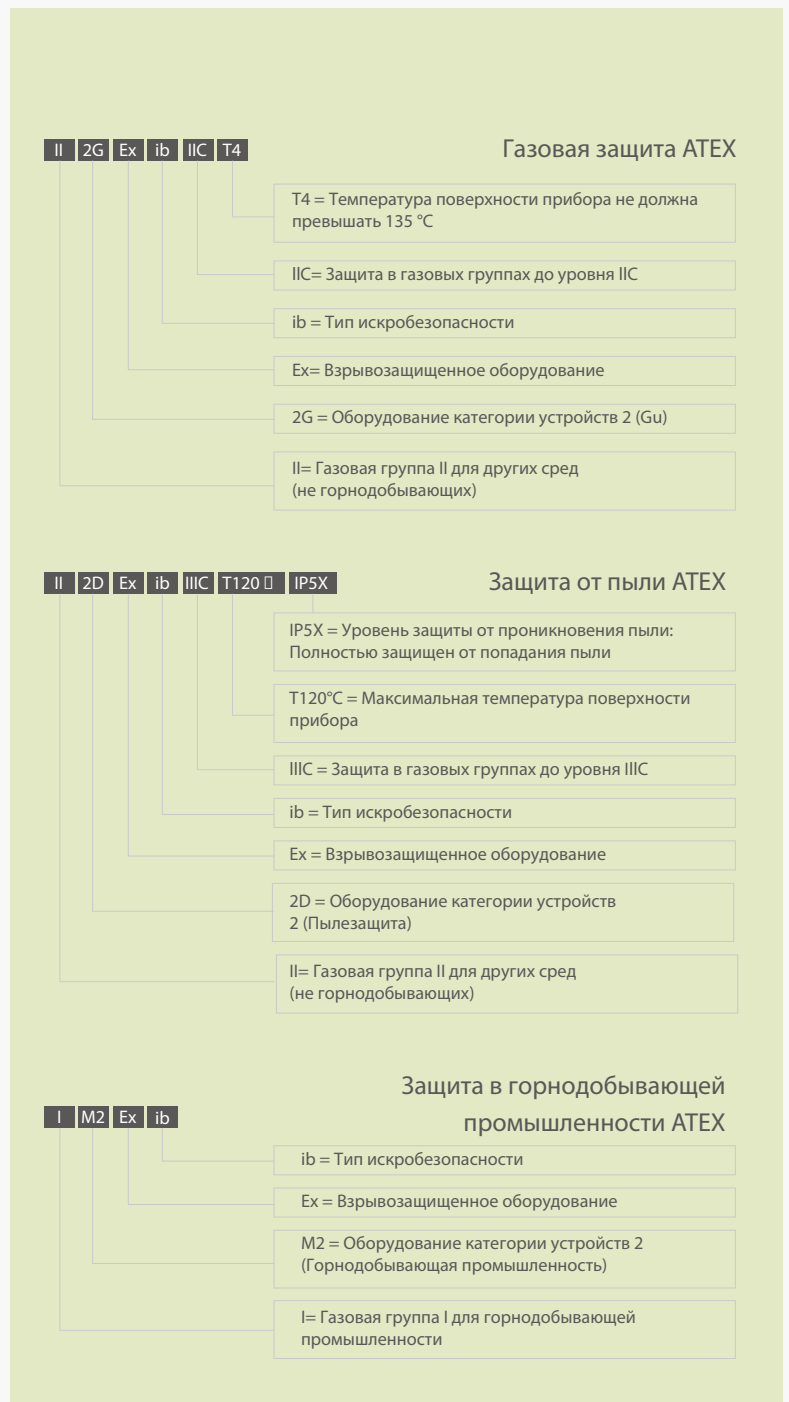 II 2G Ex ib IIC T4
Газовая защита ATEX
T4 = Температура поверхности прибора не должна
превышать 135 °C
IIC= Защита в газовых группах до уровня IIC
ib = Тип искробезопасности
Ex= Взрывозащищенное оборудование
2G = Оборудование категории устройств 2 (Gu)
II= Газовая группа II для других сред
(не горнодобывающих)
II 2D Ex ib IIIC T120 ▯ IP5X
Защита от пыли ATEX
IP5X = Уровень защиты от проникновения пыли:
Полностью защищен от попадания пыли
T120°C = Максимальная температура поверхности
прибора
IIIC = Защита в газовых группах до уровня IIIC
ib = Тип искробезопасности
Ex = Взрывозащищенное оборудование
2D = Оборудование категории устройств
2 (Пылезащита)
II= Газовая группа II для других сред
(не горнодобывающих)
Защита в горнодобывающей
промышленности ATEX
I M2 Ex ib
ib = Тип искробезопасности
Ex = Взрывозащищенное оборудование
M2 = Оборудование категории устройств 2
(Горнодобывающая промышленность)
I= Газовая группа I для горнодобывающей
промышленности